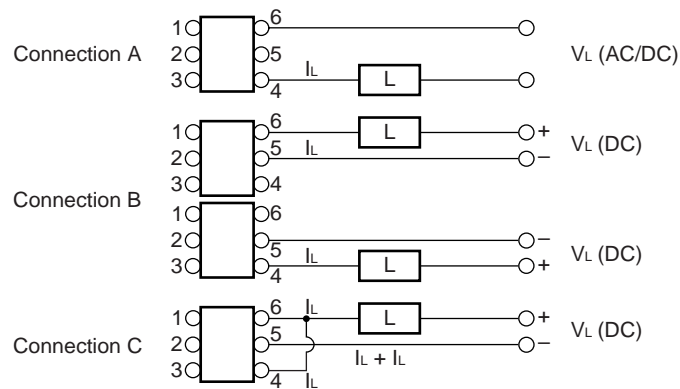 1 6
Connection A 2 5 VL (AC/DC)
3 4 IL L
1 6 L + VL (DC)
2 5 IL −
3 4
Connection B
1 6
2 5 − VL (DC)
3 4 IL L +
1 6 IL L + VL (DC)
Connection C 2 5 IL + IL −
3 4 IL